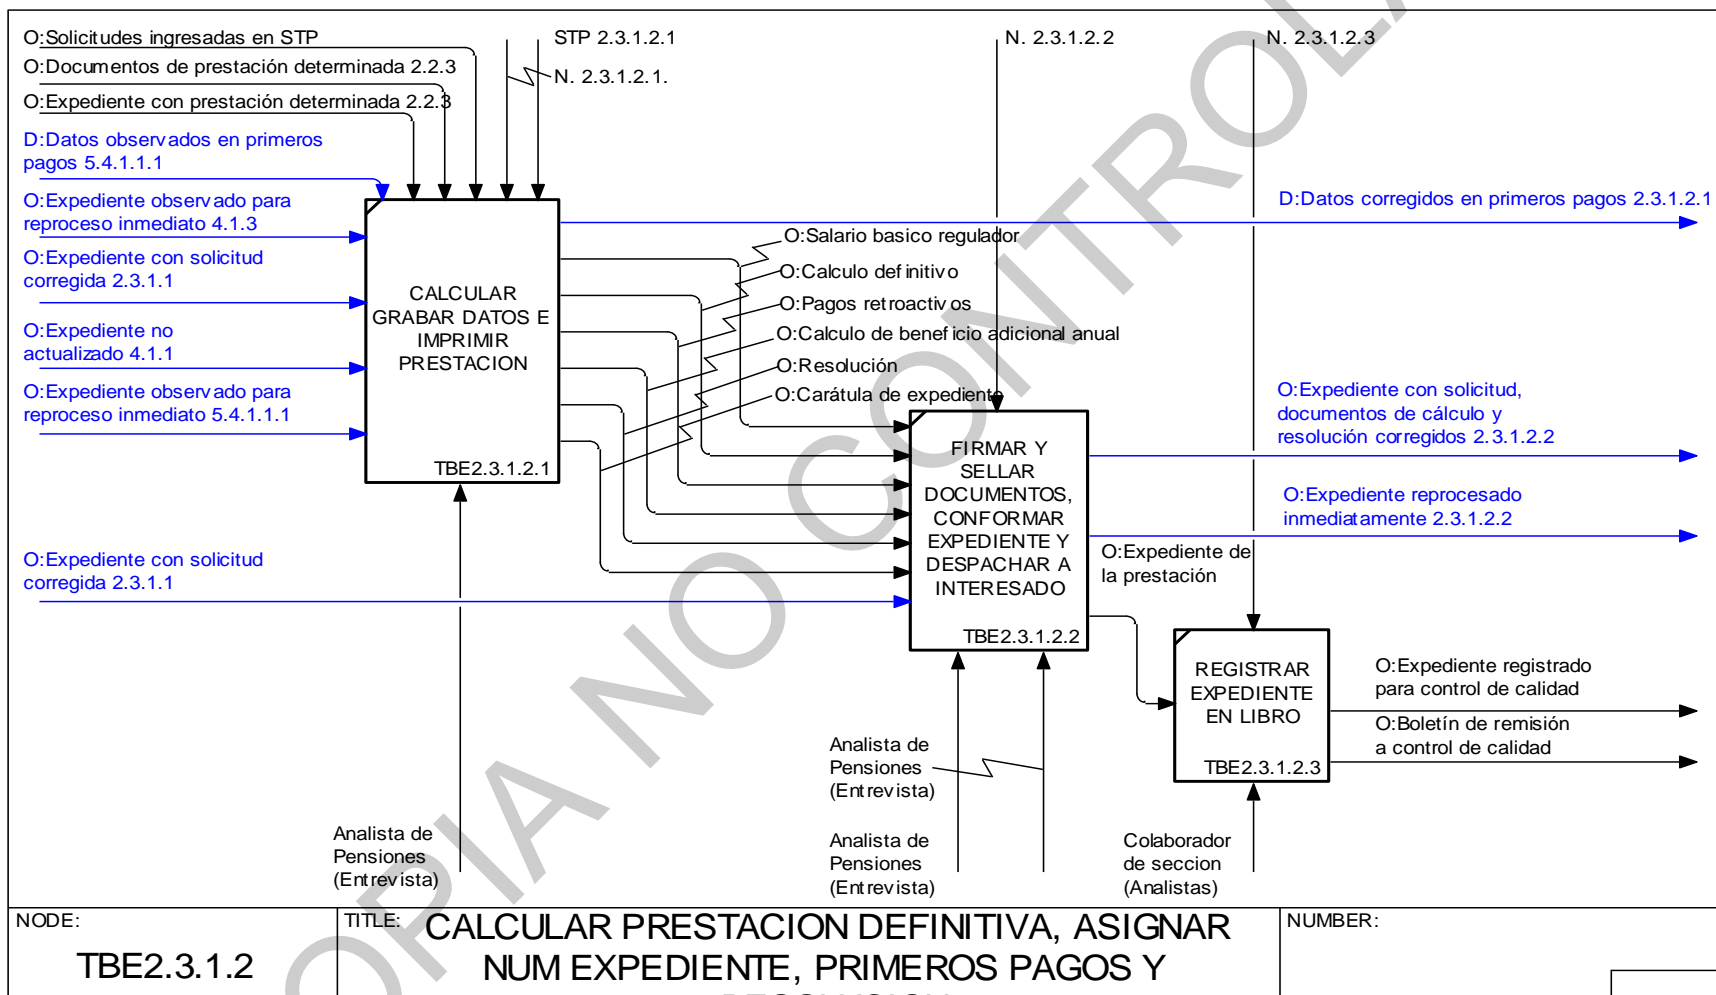 O:Solicitudes ingresadas en STP
O:Documentos de prestación determinada 2.2.3
O:Expediente con prestación determinada 2.2.3
D:Datos observados en primeros
pagos 5.4.1.1.1
O:Expediente observado para
reproceso inmediato 4.1.3
O:Expediente con solicitud
corregida 2.3.1.1
O:Expediente no
actualizado 4.1.1
O:Expediente observado para
reproceso inmediato 5.4.1.1.1
O:Expediente con solicitud
corregida 2.3.1.1
STP 2.3.1.2.1
N. 2.3.1.2.1.
N. 2.3.1.2.2
N. 2.3.1.2.3
CALCULAR
GRABAR DATOS E
IMPRIMIR
PRESTACION
TBE2.3.1.2.1
O:Salario basico regulador
O:Calculo definitivo
O:Pagos retroactivos
O:Calculo de beneficio adicional anual
O:Resolución
O:Carátula de expediente
D:Datos corregidos en primeros pagos 2.3.1.2.1
FIRMAR Y
SELLAR
DOCUMENTOS,
CONFORMAR
EXPEDIENTE Y
DESPACHAR A
INTERESADO
TBE2.3.1.2.2
O:Expediente con solicitud,
documentos de cálculo y
resolución corregidos 2.3.1.2.2
O:Expediente reprocesado
inmediatamente 2.3.1.2.2
O:Expediente de
la prestación
REGISTRAR
EXPEDIENTE
EN LIBRO
TBE2.3.1.2.3
O:Expediente registrado
para control de calidad
O:Boletín de remisión
a control de calidad
Analista de
Pensiones
(Entrevista)
Analista de
Pensiones
(Entrevista)
Analista de
Pensiones
(Entrevista)
Colaborador
de seccion
(Analistas)
NODE:
TBE2.3.1.2
TITLE:
CALCULAR PRESTACION DEFINITIVA, ASIGNAR
NUM EXPEDIENTE, PRIMEROS PAGOS Y
NUMBER:
OPIA NO CONTROL